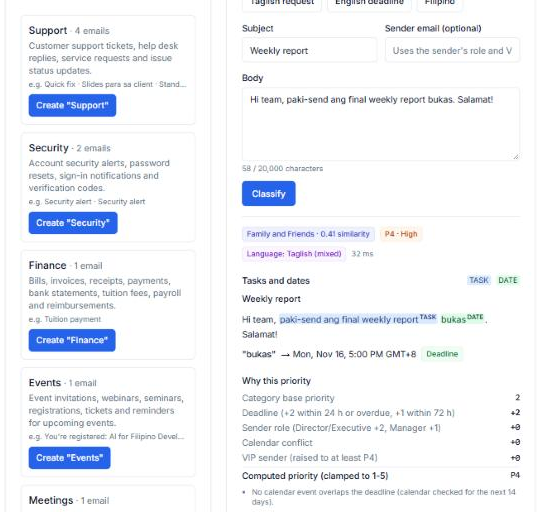 Support · 4 emails
Customer support tickets, help desk
replies, service requests and issue
status updates.
e.g. Quick fix · Slides para sa client · Stand...
Create "Support"
Security · 2 emails
Account security alerts, password
resets, sign-in notifications and
verification codes.
e.g. Security alert · Security alert
Create "Security"
Finance · 1 email
Bills, invoices, receipts, payments,
bank statements, tuition fees, payroll
and reimbursements.
e.g. Tuition payment
Create "Finance"
Events · 1 email
Event invitations, webinars, seminars,
registrations, tickets and reminders
for upcoming events.
e.g. You're registered: AI for Filipino Devel...
Create "Events"
Meetings · 1 email
Taglish request English deadline Filipino
Subject
Sender email (optional)
Weekly report
Uses the sender's role and V
Body
Hi team, paki-send ang final weekly report bukas. Salamat!
58 / 20,000 characters
Classify
Family and Friends · 0.41 similarity P4 · High
Language: Taglish (mixed) 32 ms
Tasks and dates TASK DATE
Weekly report
Hi team, paki-send ang final weekly report TASK bukas DATE.
Salamat!
"bukas" → Mon, Nov 16, 5:00 PM GMT+8 Deadline
Why this priority
Category base priority 2
Deadline (+2 within 24 h or overdue, +1 within 72 h) +2
Sender role (Director/Executive +2, Manager +1) +0
Calendar conflict +0
VIP sender (raised to at least P4) +0
Computed priority (clamped to 1-5) P4
• No calendar event overlaps the deadline (calendar checked for the next 14
days).